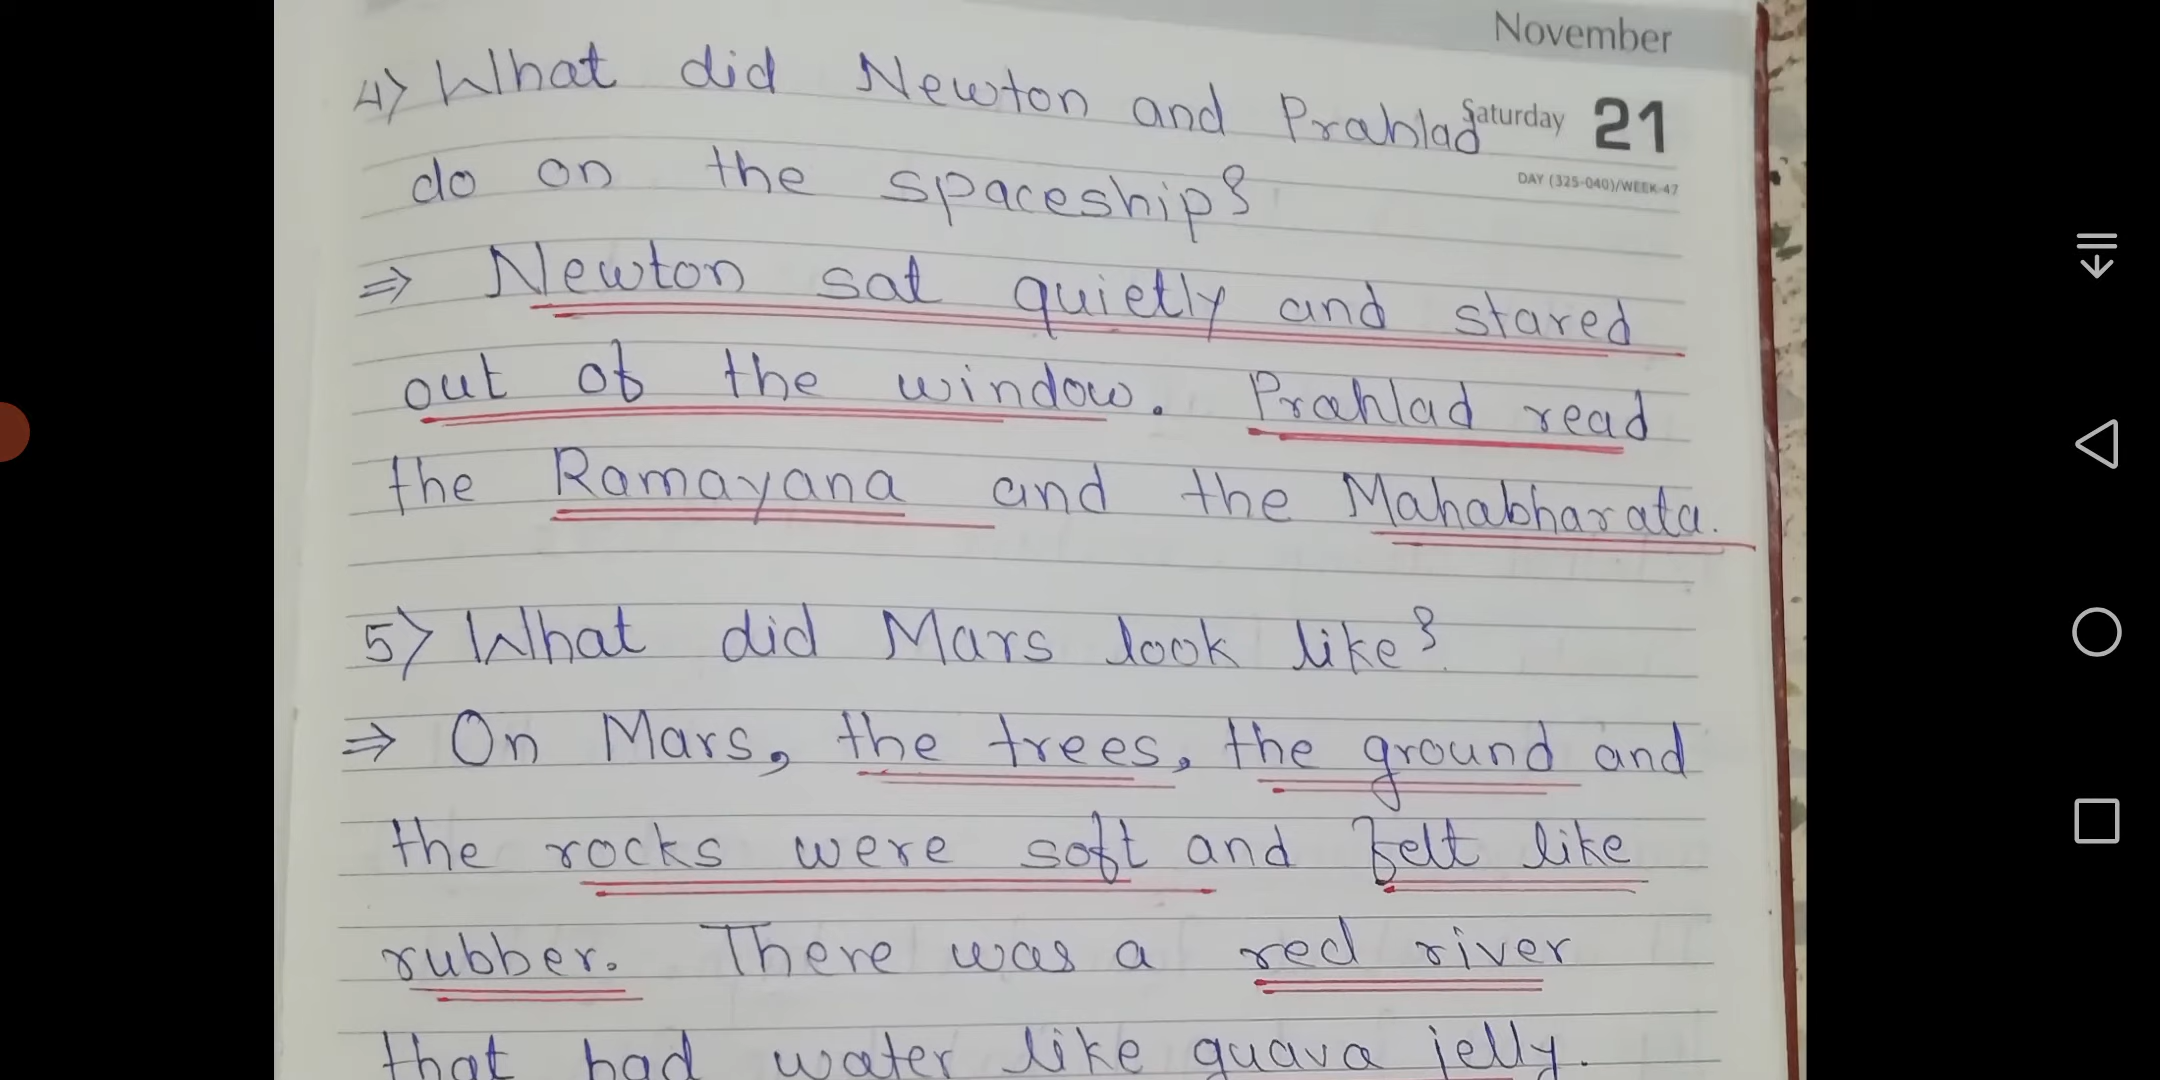 November
Saturday 21
DAY (325-040)/WEEK-47
4) What did Newton and Prahlad
do on the spaceship?
⇒ Newton sat quietly and stared
out of the window. Prahlad read
the Ramayana and the Mahabharata.
5) What did Mars look like?
⇒ On Mars, the trees, the ground and
the rocks were soft and felt like
rubber. There was a red river
that had water like guava jelly.